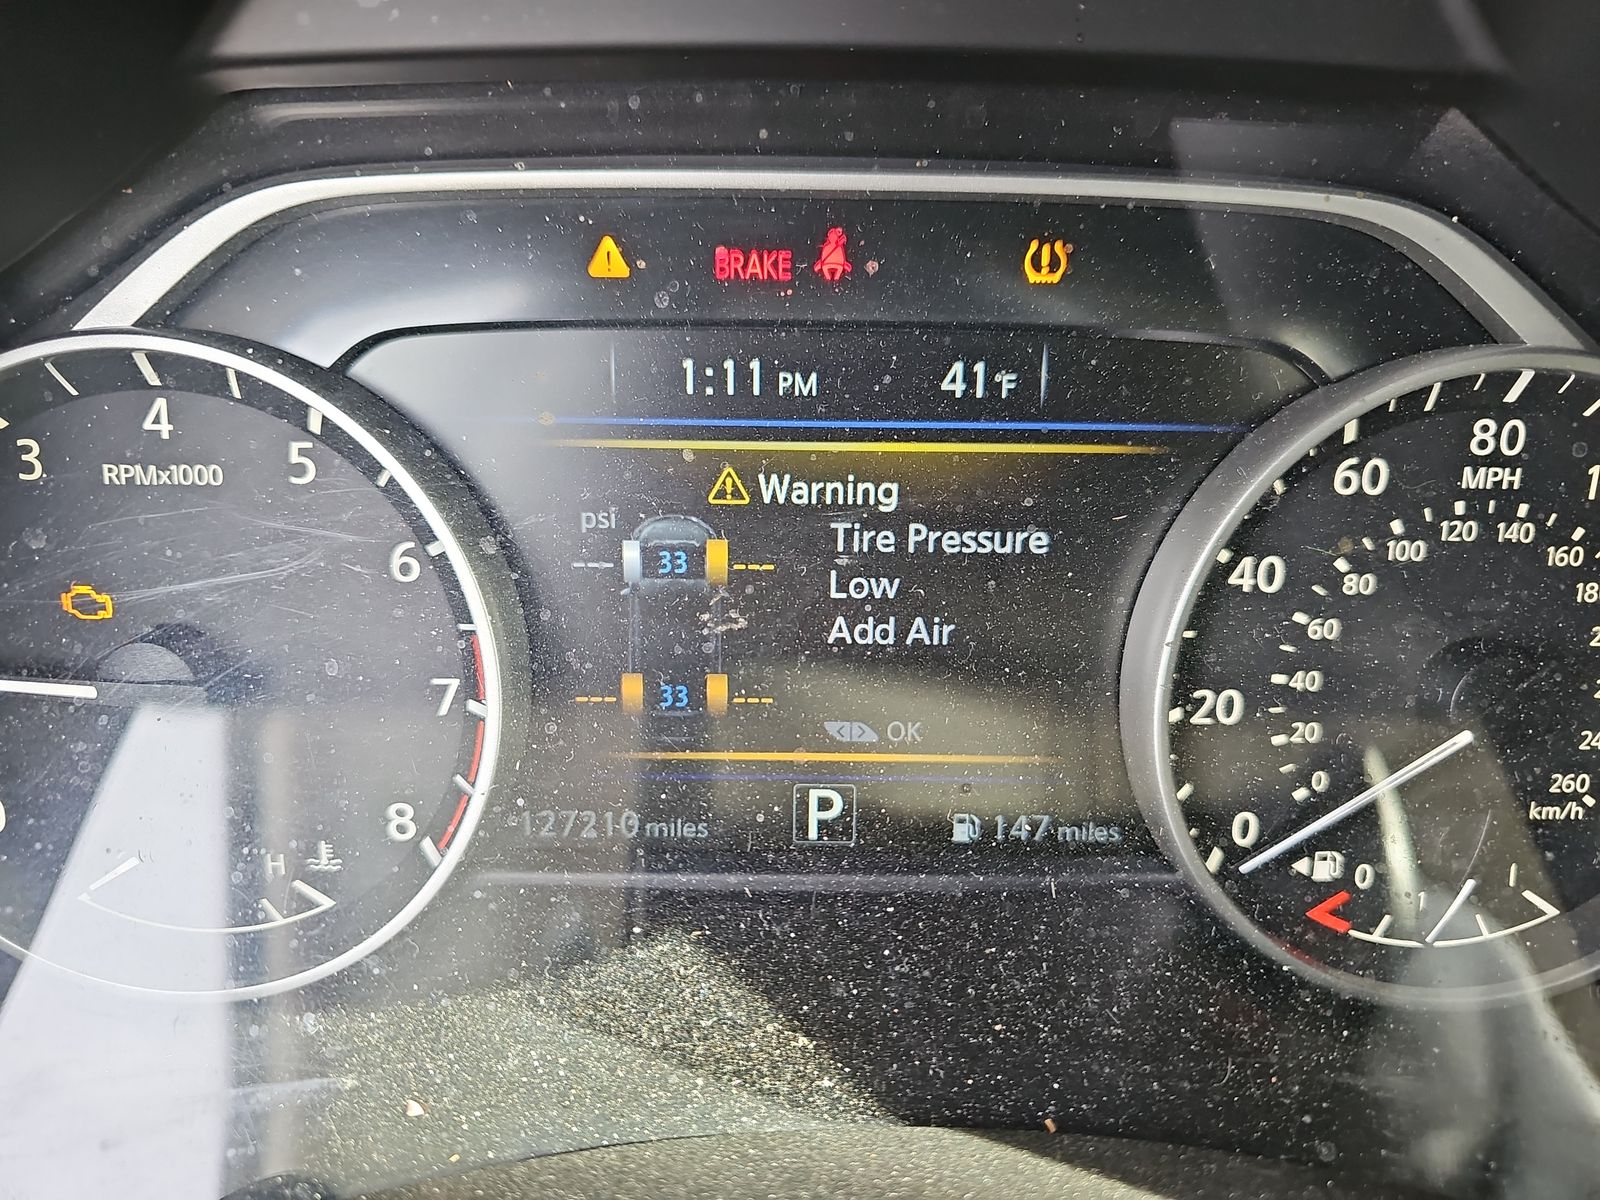 BRAKE
1:11 PM 41°F
Warning
psi
Tire Pressure
Low
Add Air
--- 33 ---
--- 33 ---
OK
127210 miles
P
147 miles
3 4 5 6 7 8
RPMx1000
H
0 20 40 60 80
MPH
0 20 40 60 80 100 120 140 160
260
km/h
0 1